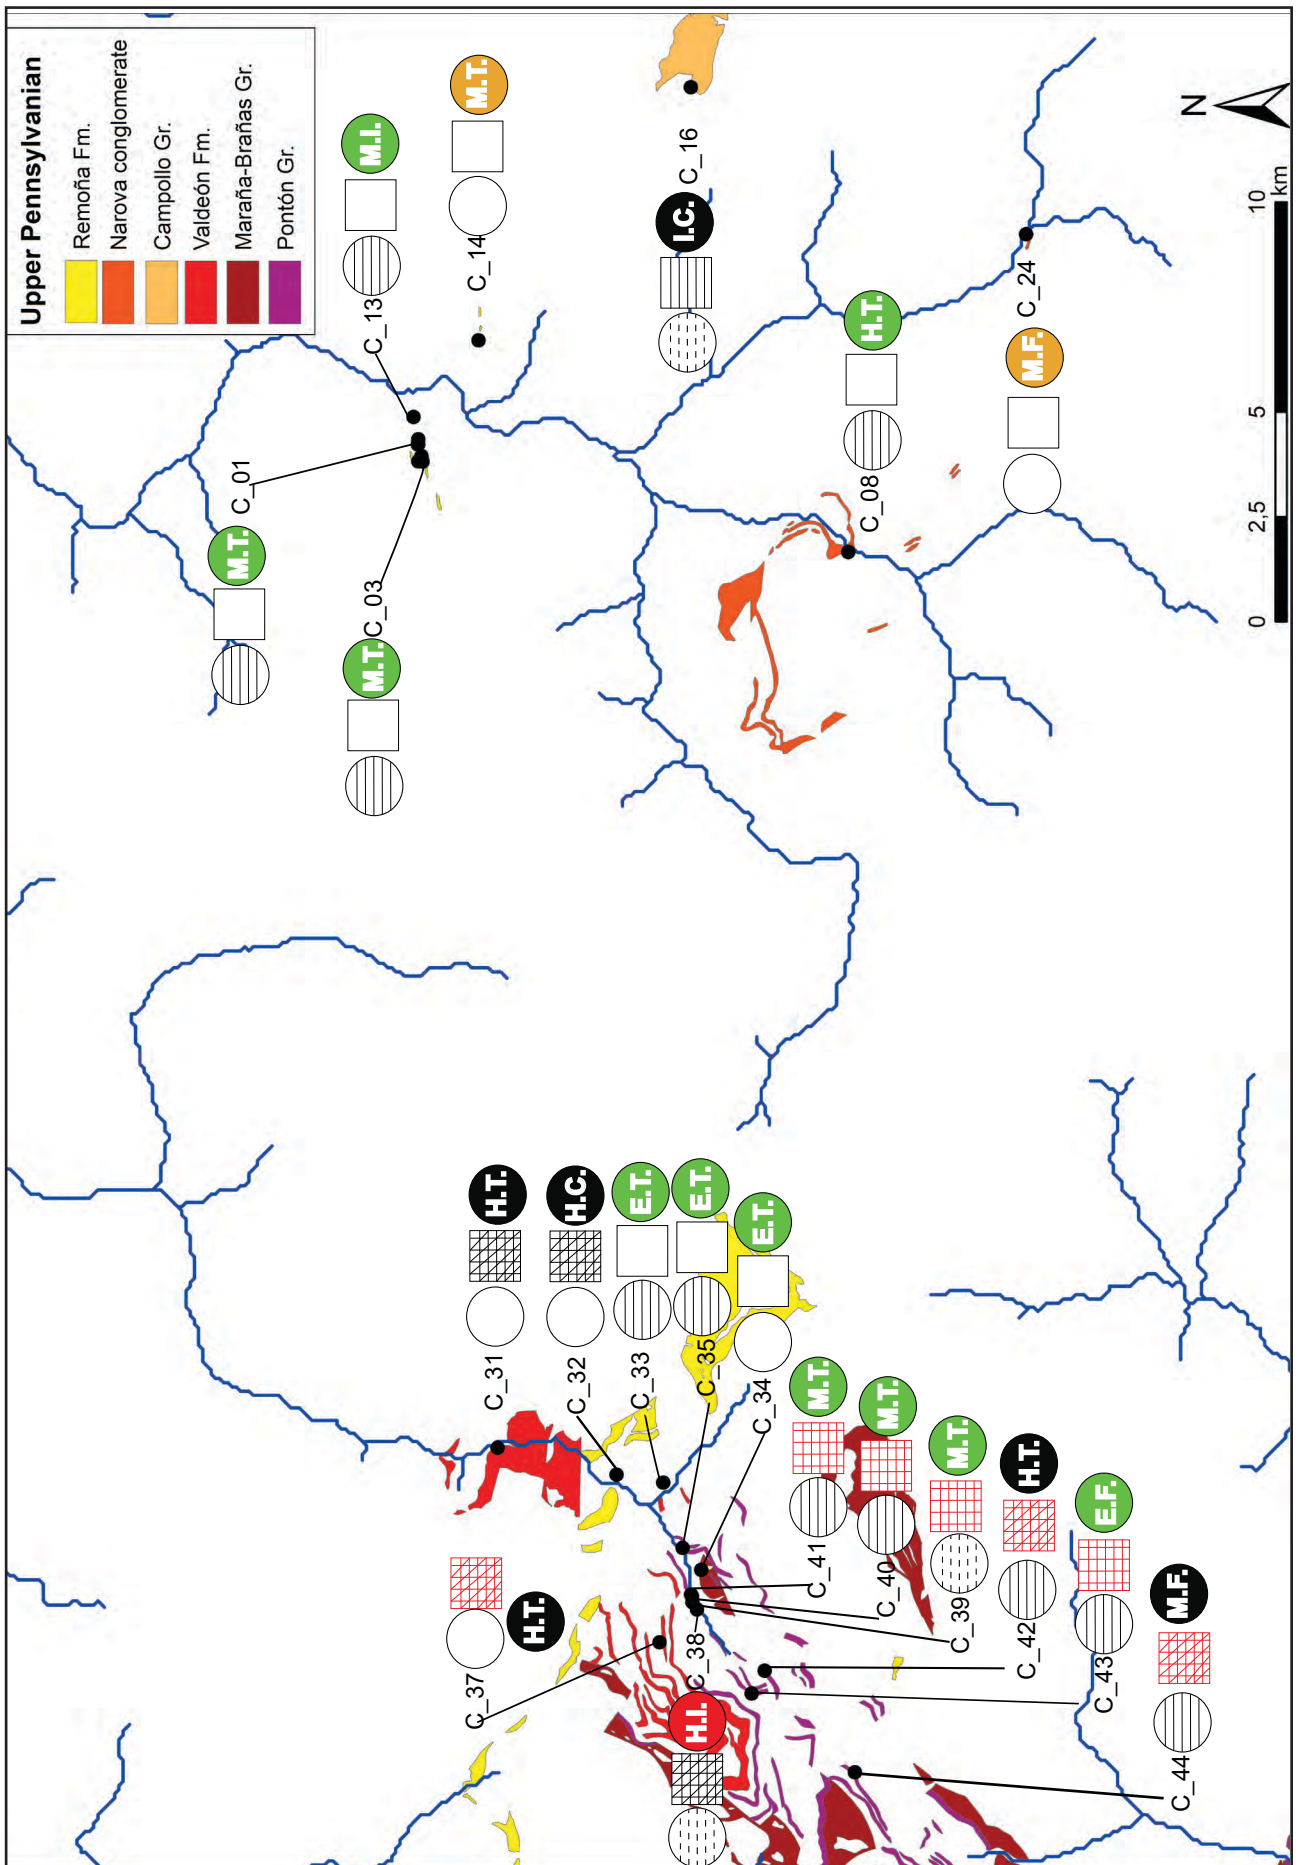 Upper Pennsylvanian
Remoña Fm.
Narova conglomerate
Campollo Gr.
Valdeón Fm.
Maraña-Brañas Gr.
Pontón Gr.
M.T.
C_01
M.T.
C_03
C_13
M.I.
C_14
M.T.
I.C.
C_16
C_08
H.T.
M.F.
C_24
N
0
2,5
5
10
km
C_31
H.T.
C_32
H.C.
C_33
E.T.
C_35
E.T.
C_34
E.T.
C_37
H.T.
H.I.
C_38
C_41
M.T.
C_40
M.T.
C_39
M.T.
C_42
H.T.
C_43
E.F.
C_44
M.F.